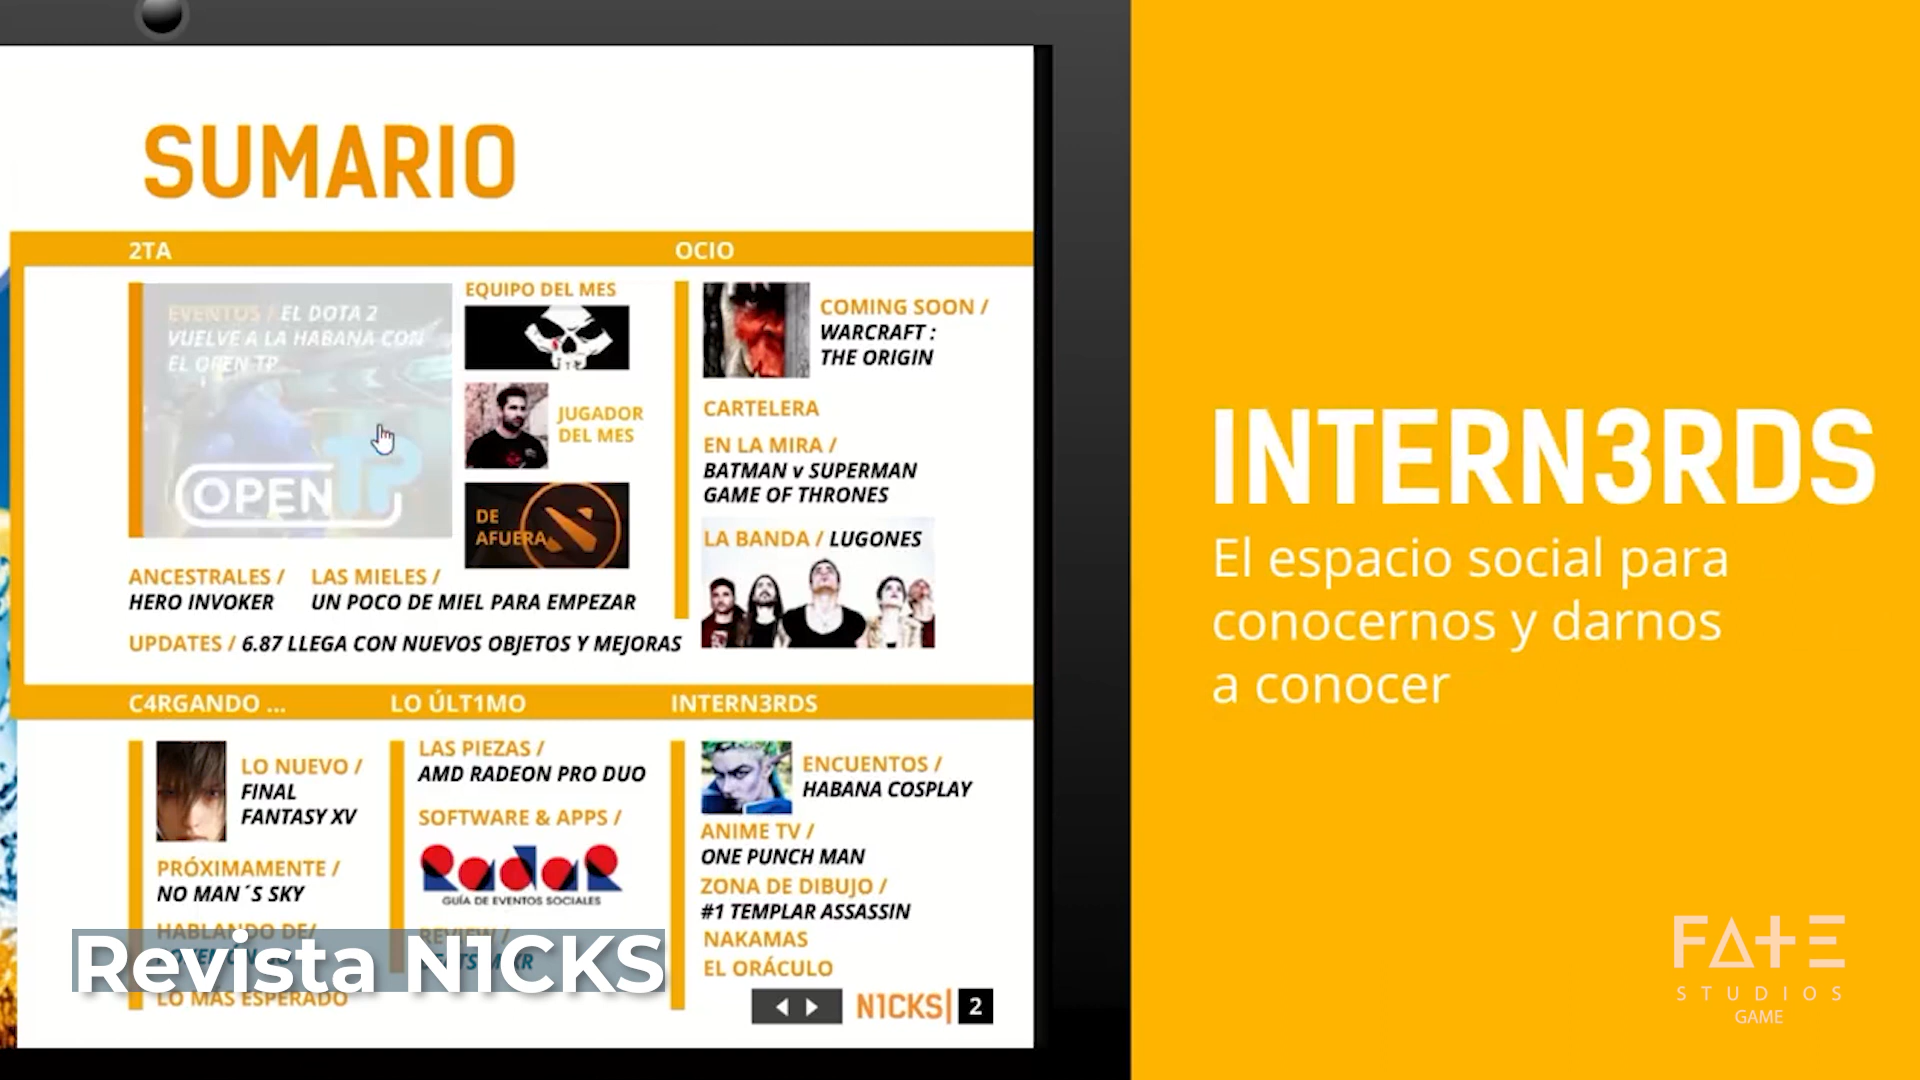 SUMARIO
2TA
EVENTOS / EL DOTA 2
VUELVE A LA HABANA CON
EL OPEN TP
OPEN TP
EQUIPO DEL MES
JUGADOR
DEL MES
DE
AFUERA
ANCESTRALES /
HERO INVOKER
LAS MIELES /
UN POCO DE MIEL PARA EMPEZAR
UPDATES / 6.87 LLEGA CON NUEVOS OBJETOS Y MEJORAS
OCIO
COMING SOON /
WARCRAFT :
THE ORIGIN
CARTELERA
EN LA MIRA /
BATMAN v SUPERMAN
GAME OF THRONES
LA BANDA / LUGONES
C4RGANDO ...
LO NUEVO /
FINAL
FANTASY XV
PRÓXIMAMENTE /
NO MAN´S SKY
HABLANDO DE/
LO MÁS ESPERADO
LO ÚLT1MO
LAS PIEZAS /
AMD RADEON PRO DUO
SOFTWARE & APPS /
RadaR
GUÍA DE EVENTOS SOCIALES
REVIEW /
INTERN3RDS
ENCUENTOS /
HABANA COSPLAY
ANIME TV /
ONE PUNCH MAN
ZONA DE DIBUJO /
#1 TEMPLAR ASSASSIN
NAKAMAS
EL ORÁCULO
N1CKS| 2
Revista N1CKS
INTERN3RDS
El espacio social para
conocernos y darnos
a conocer
FATE
STUDIOS
GAME